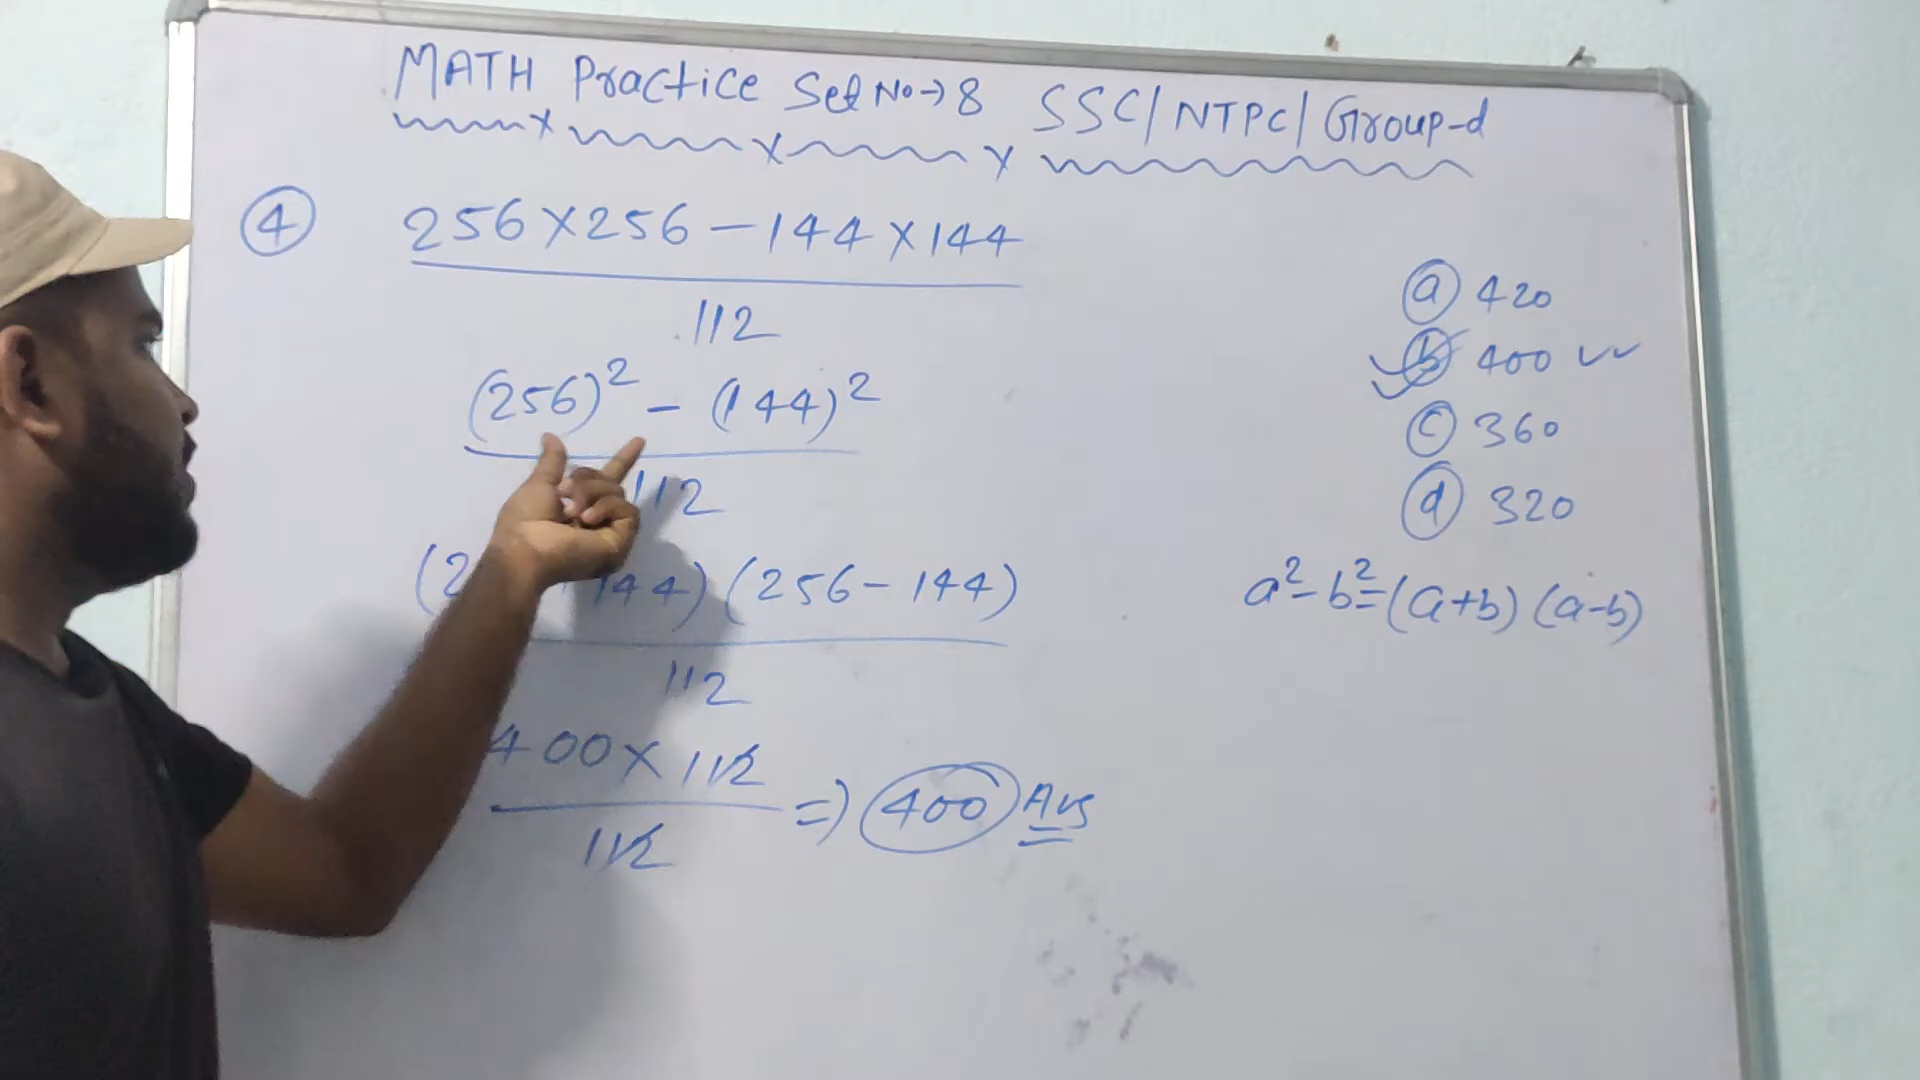 MATH Practice Set No→8 SSC/NTPC/Group-d
④ 256×256-144×144
112
(256)² - (144)²
112
(2 144) (256-144)
112
400×112
112
=) 400 Ans
ⓐ 420
ⓑ 400
ⓒ 360
ⓓ 320
a²-b²=(a+b) (a-b)